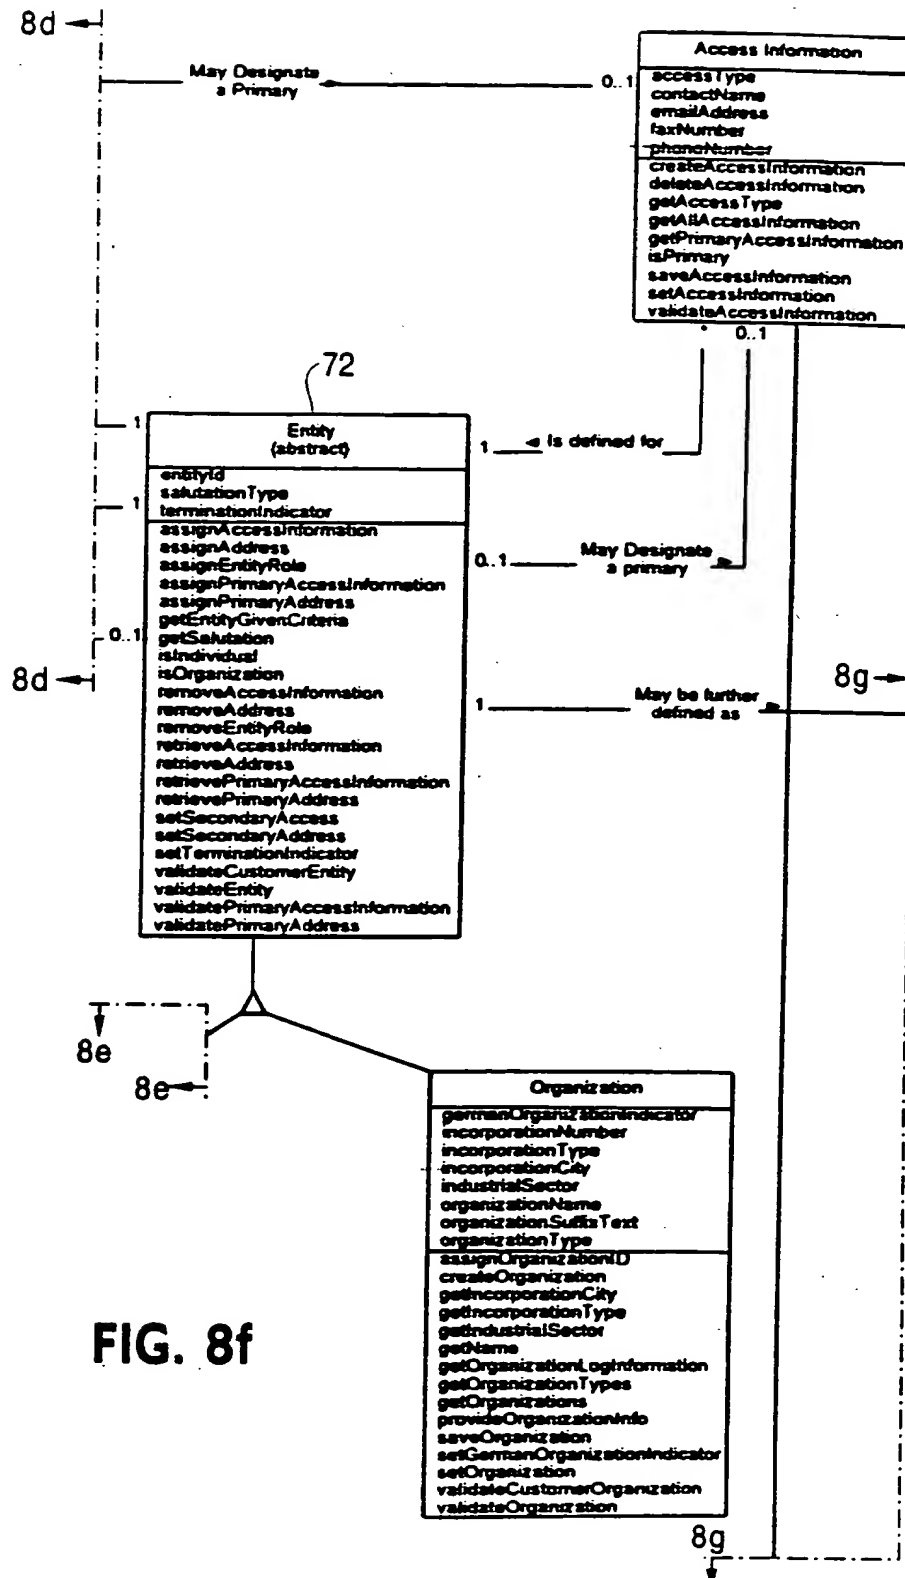 8d
May Designate
a Primary
0..1
Access Information
accessType
contactName
emailAddress
faxNumber
phoneNumber
createAccessInformation
deleteAccessInformation
getAccessType
getAllAccessInformation
getPrimaryAccessInformation
isPrimary
saveAccessInformation
setAccessInformation
validateAccessInformation
*
0..1
72
1
Entity
(abstract)
1
Is defined for
entityId
salutationType
terminationIndicator
1
assignAccessInformation
assignAddress
assignEntityRole
assignPrimaryAccessInformation
assignPrimaryAddress
getEntityGivenCriteria
getSalutation
isIndividual
isOrganization
removeAccessInformation
removeAddress
removeEntityRole
retrieveAccessInformation
retrieveAddress
retrievePrimaryAccessInformation
retrievePrimaryAddress
setSecondaryAccess
setSecondaryAddress
setTerminationIndicator
validateCustomerEntity
validateEntity
validatePrimaryAccessInformation
validatePrimaryAddress
0..1
May Designate
a primary
0..1
8d
8g
1
May be further
defined as
8e
8e
Organization
germanOrganizationIndicator
incorporationNumber
incorporationType
incorporationCity
industrialSector
organizationName
organizationSuffixText
organizationType
assignOrganizationID
createOrganization
getIncorporationCity
getIncorporationType
getIndustrialSector
getName
getOrganizationLogInformation
getOrganizationTypes
getOrganizations
provideOrganizationInfo
saveOrganization
setGermanOrganizationIndicator
setOrganization
validateCustomerOrganization
validateOrganization
FIG. 8f
8g